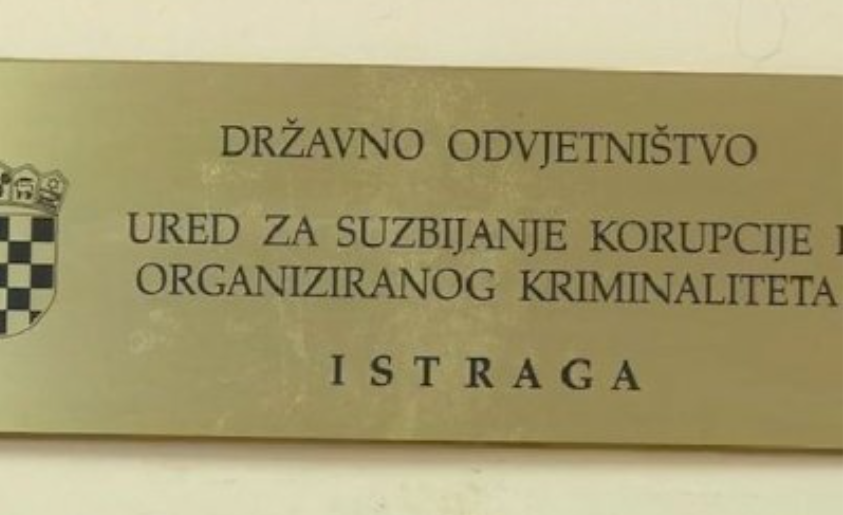 DRŽAVNO ODVJETNIŠTVO
URED ZA SUZBIJANJE KORUPCIJE I
ORGANIZIRANOG KRIMINALITETA
ISTRAGA